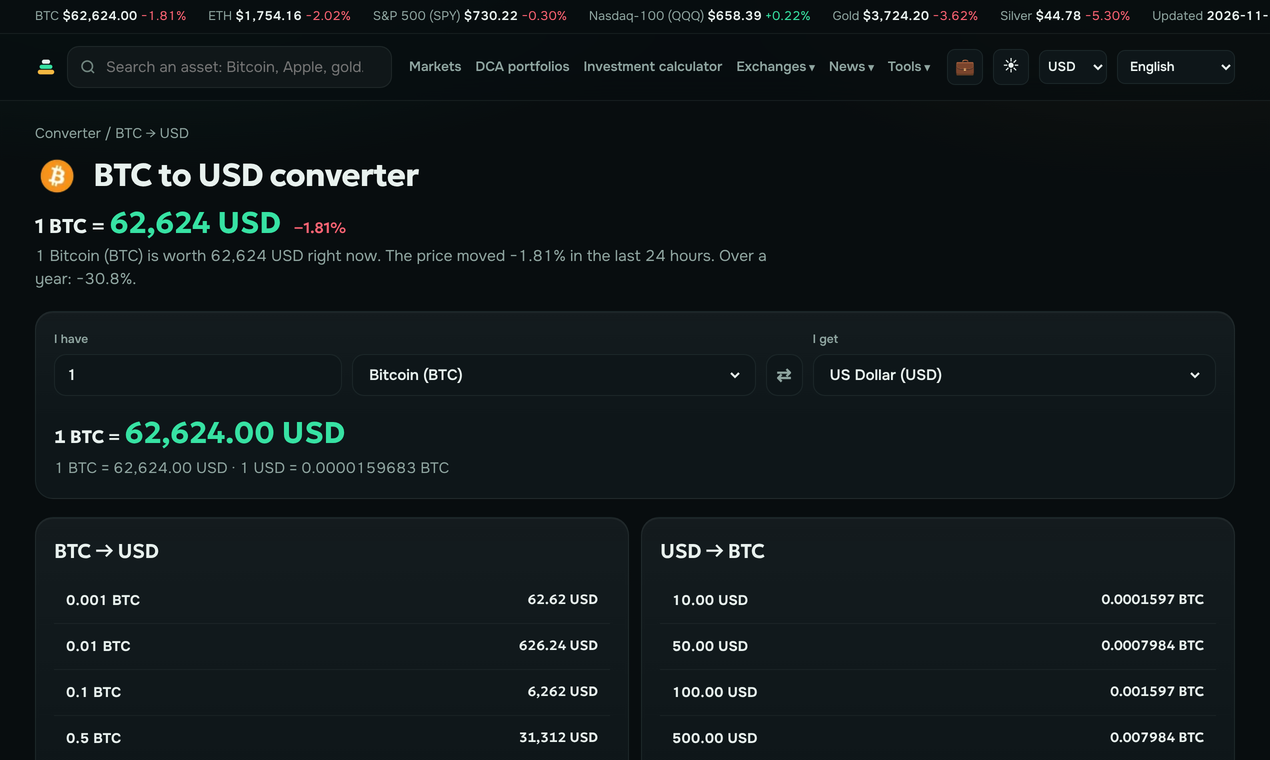 BTC $62,624.00 -1.81% ETH $1,754.16 -2.02% S&P 500 (SPY) $730.22 -0.30% Nasdaq-100 (QQQ) $658.39 +0.22% Gold $3,724.20 -3.62% Silver $44.78 -5.30% Updated 2026-11-
Search an asset: Bitcoin, Apple, gold. Markets DCA portfolios Investment calculator Exchanges ▾ News ▾ Tools ▾ USD English
Converter / BTC → USD
BTC to USD converter
1 BTC = 62,624 USD −1.81%
1 Bitcoin (BTC) is worth 62,624 USD right now. The price moved -1.81% in the last 24 hours. Over a
year: -30.8%.
I have I get
1 Bitcoin (BTC) ⇄ US Dollar (USD)
1 BTC = 62,624.00 USD
1 BTC = 62,624.00 USD · 1 USD = 0.0000159683 BTC
BTC → USD
0.001 BTC 62.62 USD
0.01 BTC 626.24 USD
0.1 BTC 6,262 USD
0.5 BTC 31,312 USD
USD → BTC
10.00 USD 0.0001597 BTC
50.00 USD 0.0007984 BTC
100.00 USD 0.001597 BTC
500.00 USD 0.007984 BTC